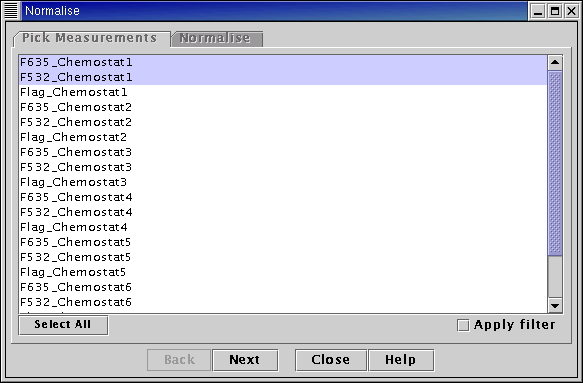 Normalise
Pick Measurements Normalise
F635_Chemostat1
F532_Chemostat1
Flag_Chemostat1
F635_Chemostat2
F532_Chemostat2
Flag_Chemostat2
F635_Chemostat3
F532_Chemostat3
Flag_Chemostat3
F635_Chemostat4
F532_Chemostat4
Flag_Chemostat4
F635_Chemostat5
F532_Chemostat5
Flag_Chemostat5
F635_Chemostat6
F532_Chemostat6
Select All Apply filter
Back Next Close Help